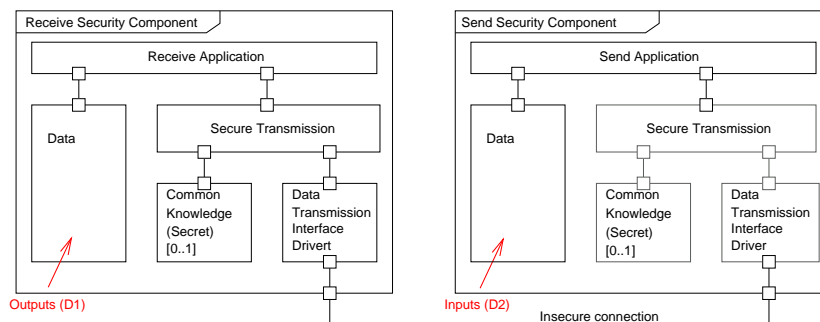 Receive Security Component
Receive Application
Data
Secure Transmission
Common
Knowledge
(Secret)
[0..1]
Data
Transmission
Interface
Drivert
Outputs (D1)
Send Security Component
Send Application
Data
Secure Transmission
Common
Knowledge
(Secret)
[0..1]
Data
Transmission
Interface
Driver
Inputs (D2)
Insecure connection